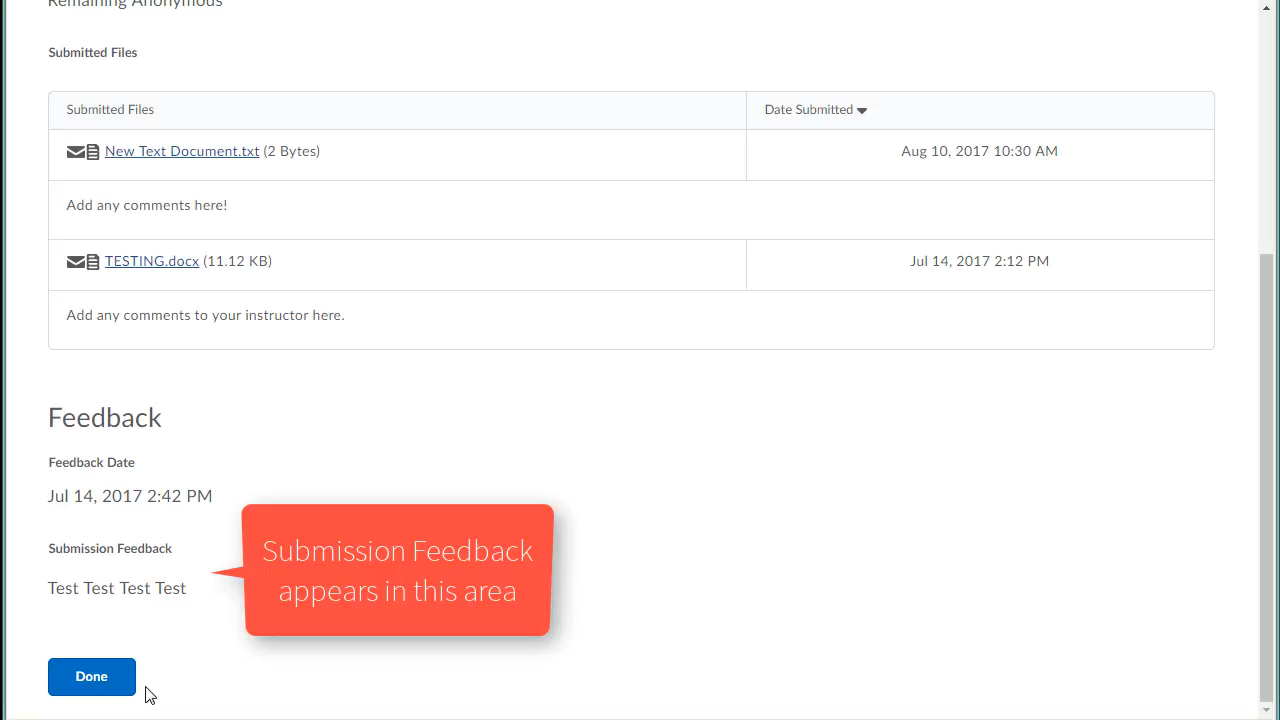 Remaining Anonymous
Submitted Files
Submitted Files Date Submitted
New Text Document.txt (2 Bytes) Aug 10, 2017 10:30 AM
Add any comments here!
TESTING.docx (11.12 KB) Jul 14, 2017 2:12 PM
Add any comments to your instructor here.
Feedback
Feedback Date
Jul 14, 2017 2:42 PM
Submission Feedback
Test Test Test Test
Submission Feedback
appears in this area
Done